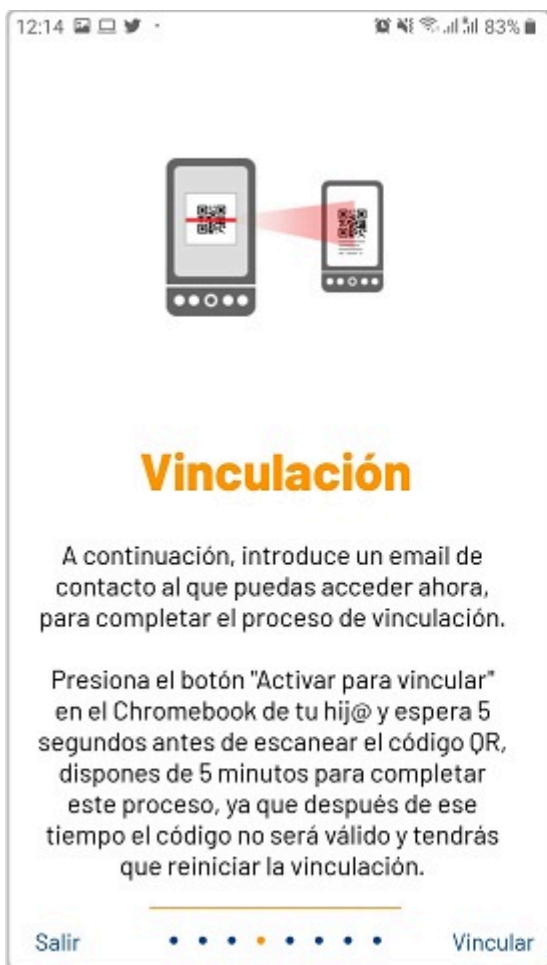 12:14
83%
Vinculación
A continuación, introduce un email de
contacto al que puedas acceder ahora,
para completar el proceso de vinculación.
Presiona el botón "Activar para vincular"
en el Chromebook de tu hij@ y espera 5
segundos antes de escanear el código QR,
dispones de 5 minutos para completar
este proceso, ya que después de ese
tiempo el código no será válido y tendrás
que reiniciar la vinculación.
Salir
Vincular